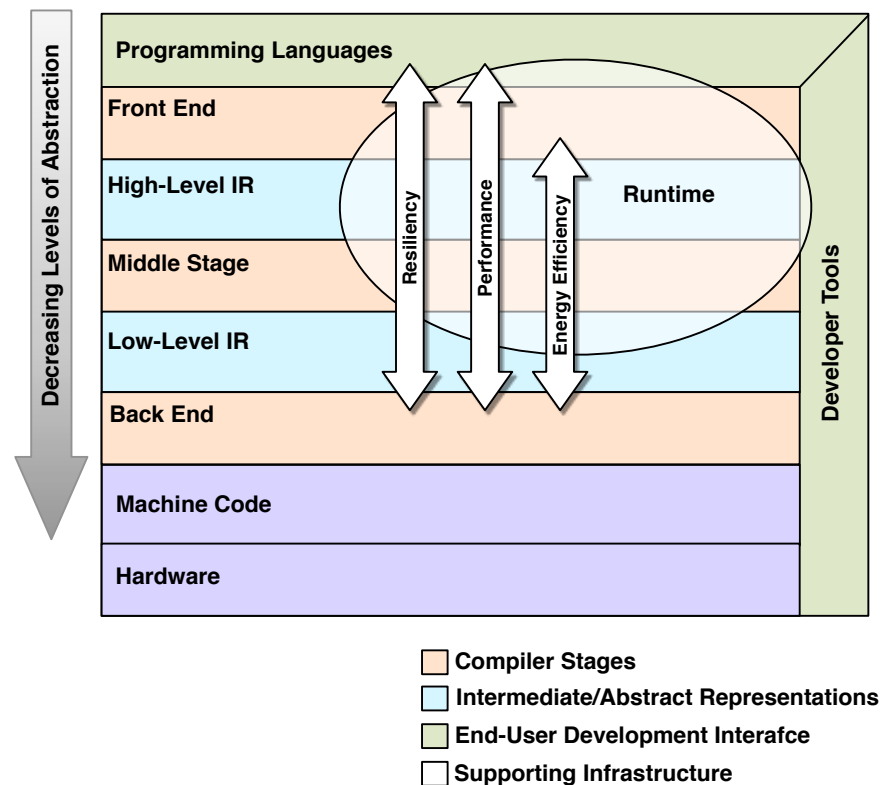 Decreasing Levels of Abstraction
Programming Languages
Front End
High-Level IR
Middle Stage
Low-Level IR
Back End
Machine Code
Hardware
Resiliency
Performance
Energy Efficiency
Runtime
Developer Tools
Compiler Stages
Intermediate/Abstract Representations
End-User Development Interafce
Supporting Infrastructure